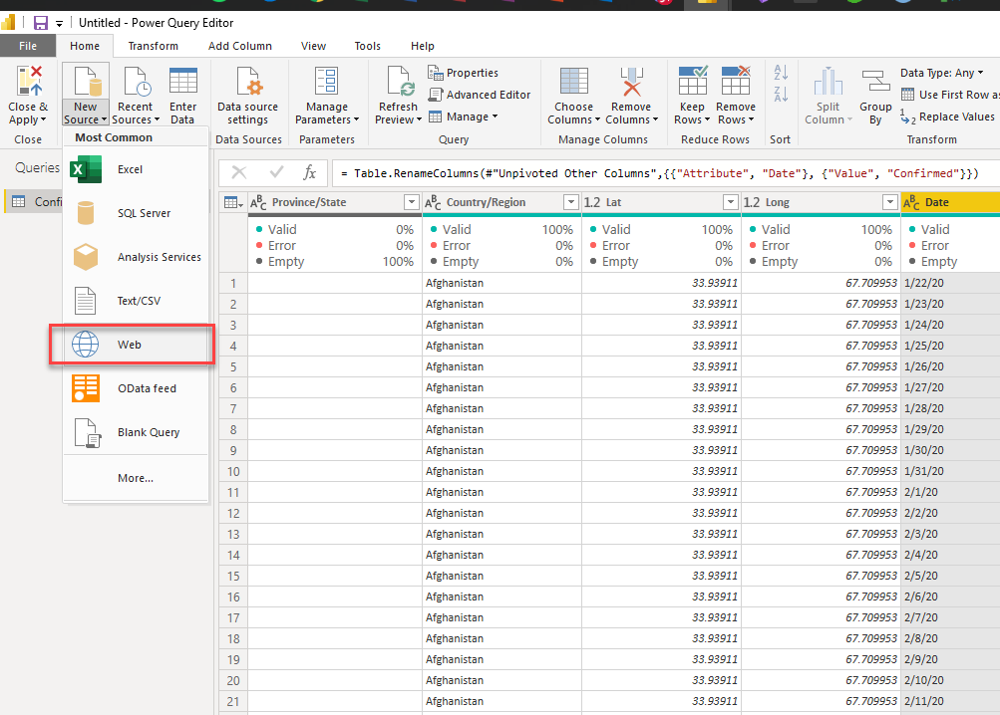 Untitled - Power Query Editor
File Home Transform Add Column View Tools Help
Close & Apply
New Source
Recent Sources
Enter Data
Data source settings
Manage Parameters
Refresh Preview
Properties
Advanced Editor
Manage
Choose Columns
Remove Columns
Keep Rows
Remove Rows
Split Column
Group By
Data Type: Any
Use First Row as
Replace Values
Close Data Sources Parameters Query Manage Columns Reduce Rows Sort Transform
Most Common
Excel
SQL Server
Analysis Services
Text/CSV
Web
OData feed
Blank Query
More...
Queries
Confi
fx = Table.RenameColumns(#"Unpivoted Other Columns",{{"Attribute", "Date"}, {"Value", "Confirmed"}})
ABC Province/State ABC Country/Region 1.2 Lat 1.2 Long ABC Date
Valid 0% Valid 100% Valid 100% Valid 100% Valid
Error 0% Error 0% Error 0% Error 0% Error
Empty 100% Empty 0% Empty 0% Empty 0% Empty
1 Afghanistan 33.93911 67.709953 1/22/20
2 Afghanistan 33.93911 67.709953 1/23/20
3 Afghanistan 33.93911 67.709953 1/24/20
4 Afghanistan 33.93911 67.709953 1/25/20
5 Afghanistan 33.93911 67.709953 1/26/20
6 Afghanistan 33.93911 67.709953 1/27/20
7 Afghanistan 33.93911 67.709953 1/28/20
8 Afghanistan 33.93911 67.709953 1/29/20
9 Afghanistan 33.93911 67.709953 1/30/20
10 Afghanistan 33.93911 67.709953 1/31/20
11 Afghanistan 33.93911 67.709953 2/1/20
12 Afghanistan 33.93911 67.709953 2/2/20
13 Afghanistan 33.93911 67.709953 2/3/20
14 Afghanistan 33.93911 67.709953 2/4/20
15 Afghanistan 33.93911 67.709953 2/5/20
16 Afghanistan 33.93911 67.709953 2/6/20
17 Afghanistan 33.93911 67.709953 2/7/20
18 Afghanistan 33.93911 67.709953 2/8/20
19 Afghanistan 33.93911 67.709953 2/9/20
20 Afghanistan 33.93911 67.709953 2/10/20
21 Afghanistan 33.93911 67.709953 2/11/20